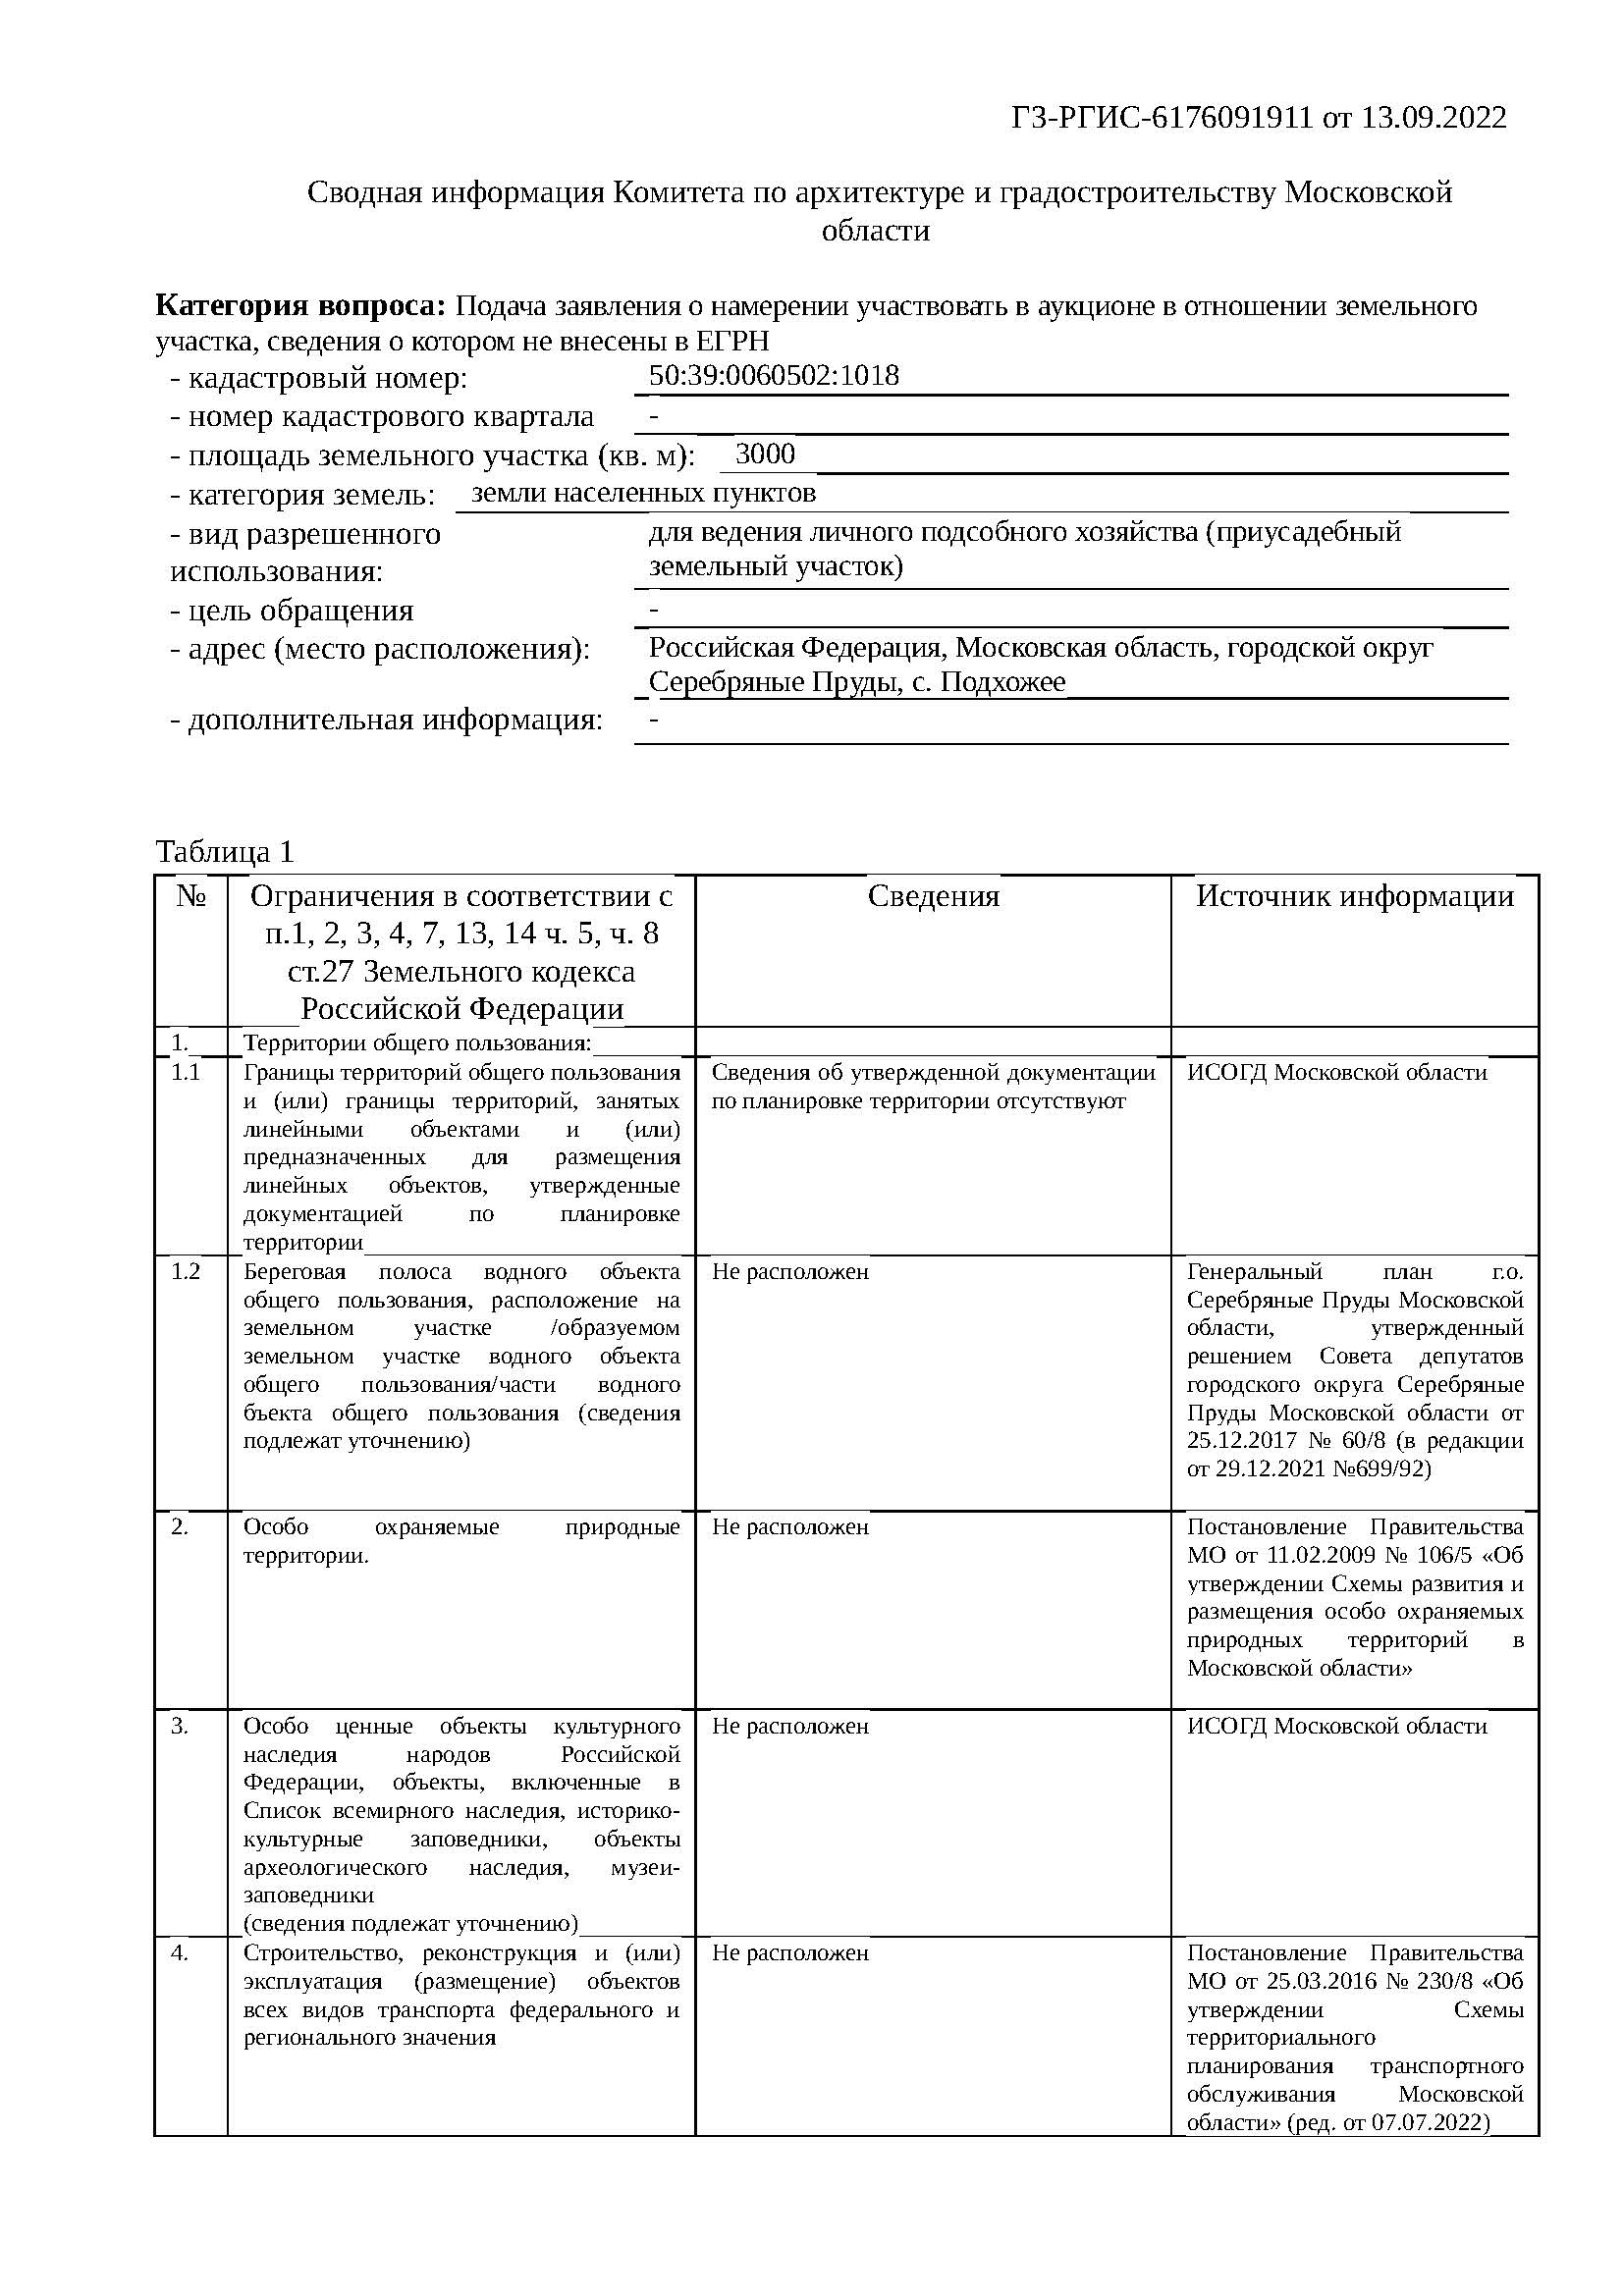 ГЗ-РГИС-6176091911 от 13.09.2022
Сводная информация Комитета по архитектуре и градостроительству Московской
области
Категория вопроса: Подача заявления о намерении участвовать в аукционе в отношении земельного
участка, сведения о котором не внесены в ЕГРН
- кадастровый номер: 50:39:0060502:1018
- номер кадастрового квартала -
- площадь земельного участка (кв. м): 3000
- категория земель: земли населенных пунктов
- вид разрешенного
использования:
для ведения личного подсобного хозяйства (приусадебный
земельный участок)
- цель обращения -
- адрес (место расположения): Российская Федерация, Московская область, городской округ
Серебряные Пруды, с. Подхожее
- дополнительная информация: -
Таблица 1
№
Ограничения в соответствии с
п.1, 2, 3, 4, 7, 13, 14 ч. 5, ч. 8
ст.27 Земельного кодекса
Российской Федерации
Сведения
Источник информации
1.
Территории общего пользования:
1.1
Границы территорий общего пользования
и (или) границы территорий, занятых
линейными объектами и (или)
предназначенных для размещения
линейных объектов, утвержденные
документацией по планировке
территории
Сведения об утвержденной документации
по планировке территории отсутствуют
ИСОГД Московской области
1.2
Береговая полоса водного объекта
общего пользования, расположение на
земельном участке /образуемом
земельном участке водного объекта
общего пользования/части водного
бъекта общего пользования (сведения
подлежат уточнению)
Не расположен
Генеральный план г.о.
Серебряные Пруды Московской
области, утвержденный
решением Совета депутатов
городского округа Серебряные
Пруды Московской области от
25.12.2017 № 60/8 (в редакции
от 29.12.2021 №699/92)
2.
Особо охраняемые природные
территории.
Не расположен
Постановление Правительства
МО от 11.02.2009 № 106/5 «Об
утверждении Схемы развития и
размещения особо охраняемых
природных территорий в
Московской области»
3.
Особо ценные объекты культурного
наследия народов Российской
Федерации, объекты, включенные в
Список всемирного наследия, историко-
культурные заповедники, объекты
археологического наследия, музеи-
заповедники
(сведения подлежат уточнению)
Не расположен
ИСОГД Московской области
4.
Строительство, реконструкция и (или)
эксплуатация (размещение) объектов
всех видов транспорта федерального и
регионального значения
Не расположен
Постановление Правительства
МО от 25.03.2016 № 230/8 «Об
утверждении Схемы
территориального
планирования транспортного
обслуживания Московской
области» (ред. от 07.07.2022)